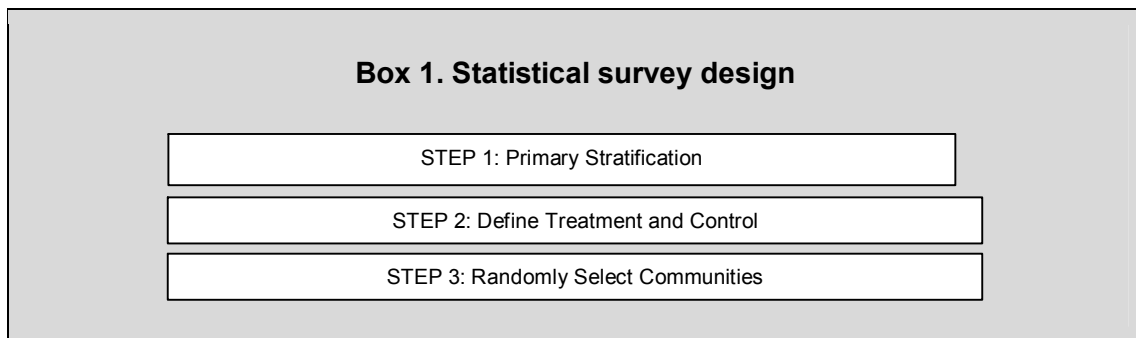 Box 1. Statistical survey design
STEP 1: Primary Stratification
STEP 2: Define Treatment and Control
STEP 3: Randomly Select Communities